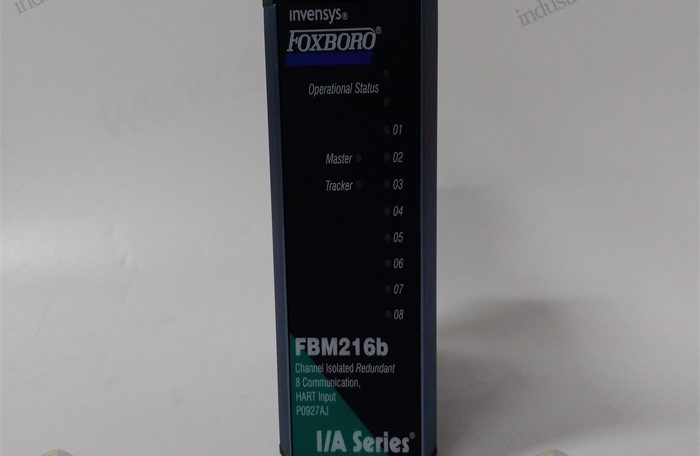 invensys®
FOXBORO®
Operational Status
01
Master 02
Tracker 03
04
05
06
07
08
FBM216b
Channel Isolated Redundant
8 Communication,
HART Input
P0927AJ
I/A Series®